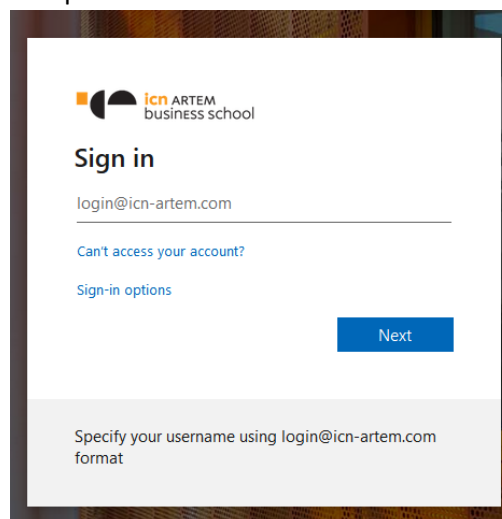 icn ARTEM
business school
Sign in
login@icn-artem.com
Can't access your account?
Sign-in options
Next
Specify your username using login@icn-artem.com
format